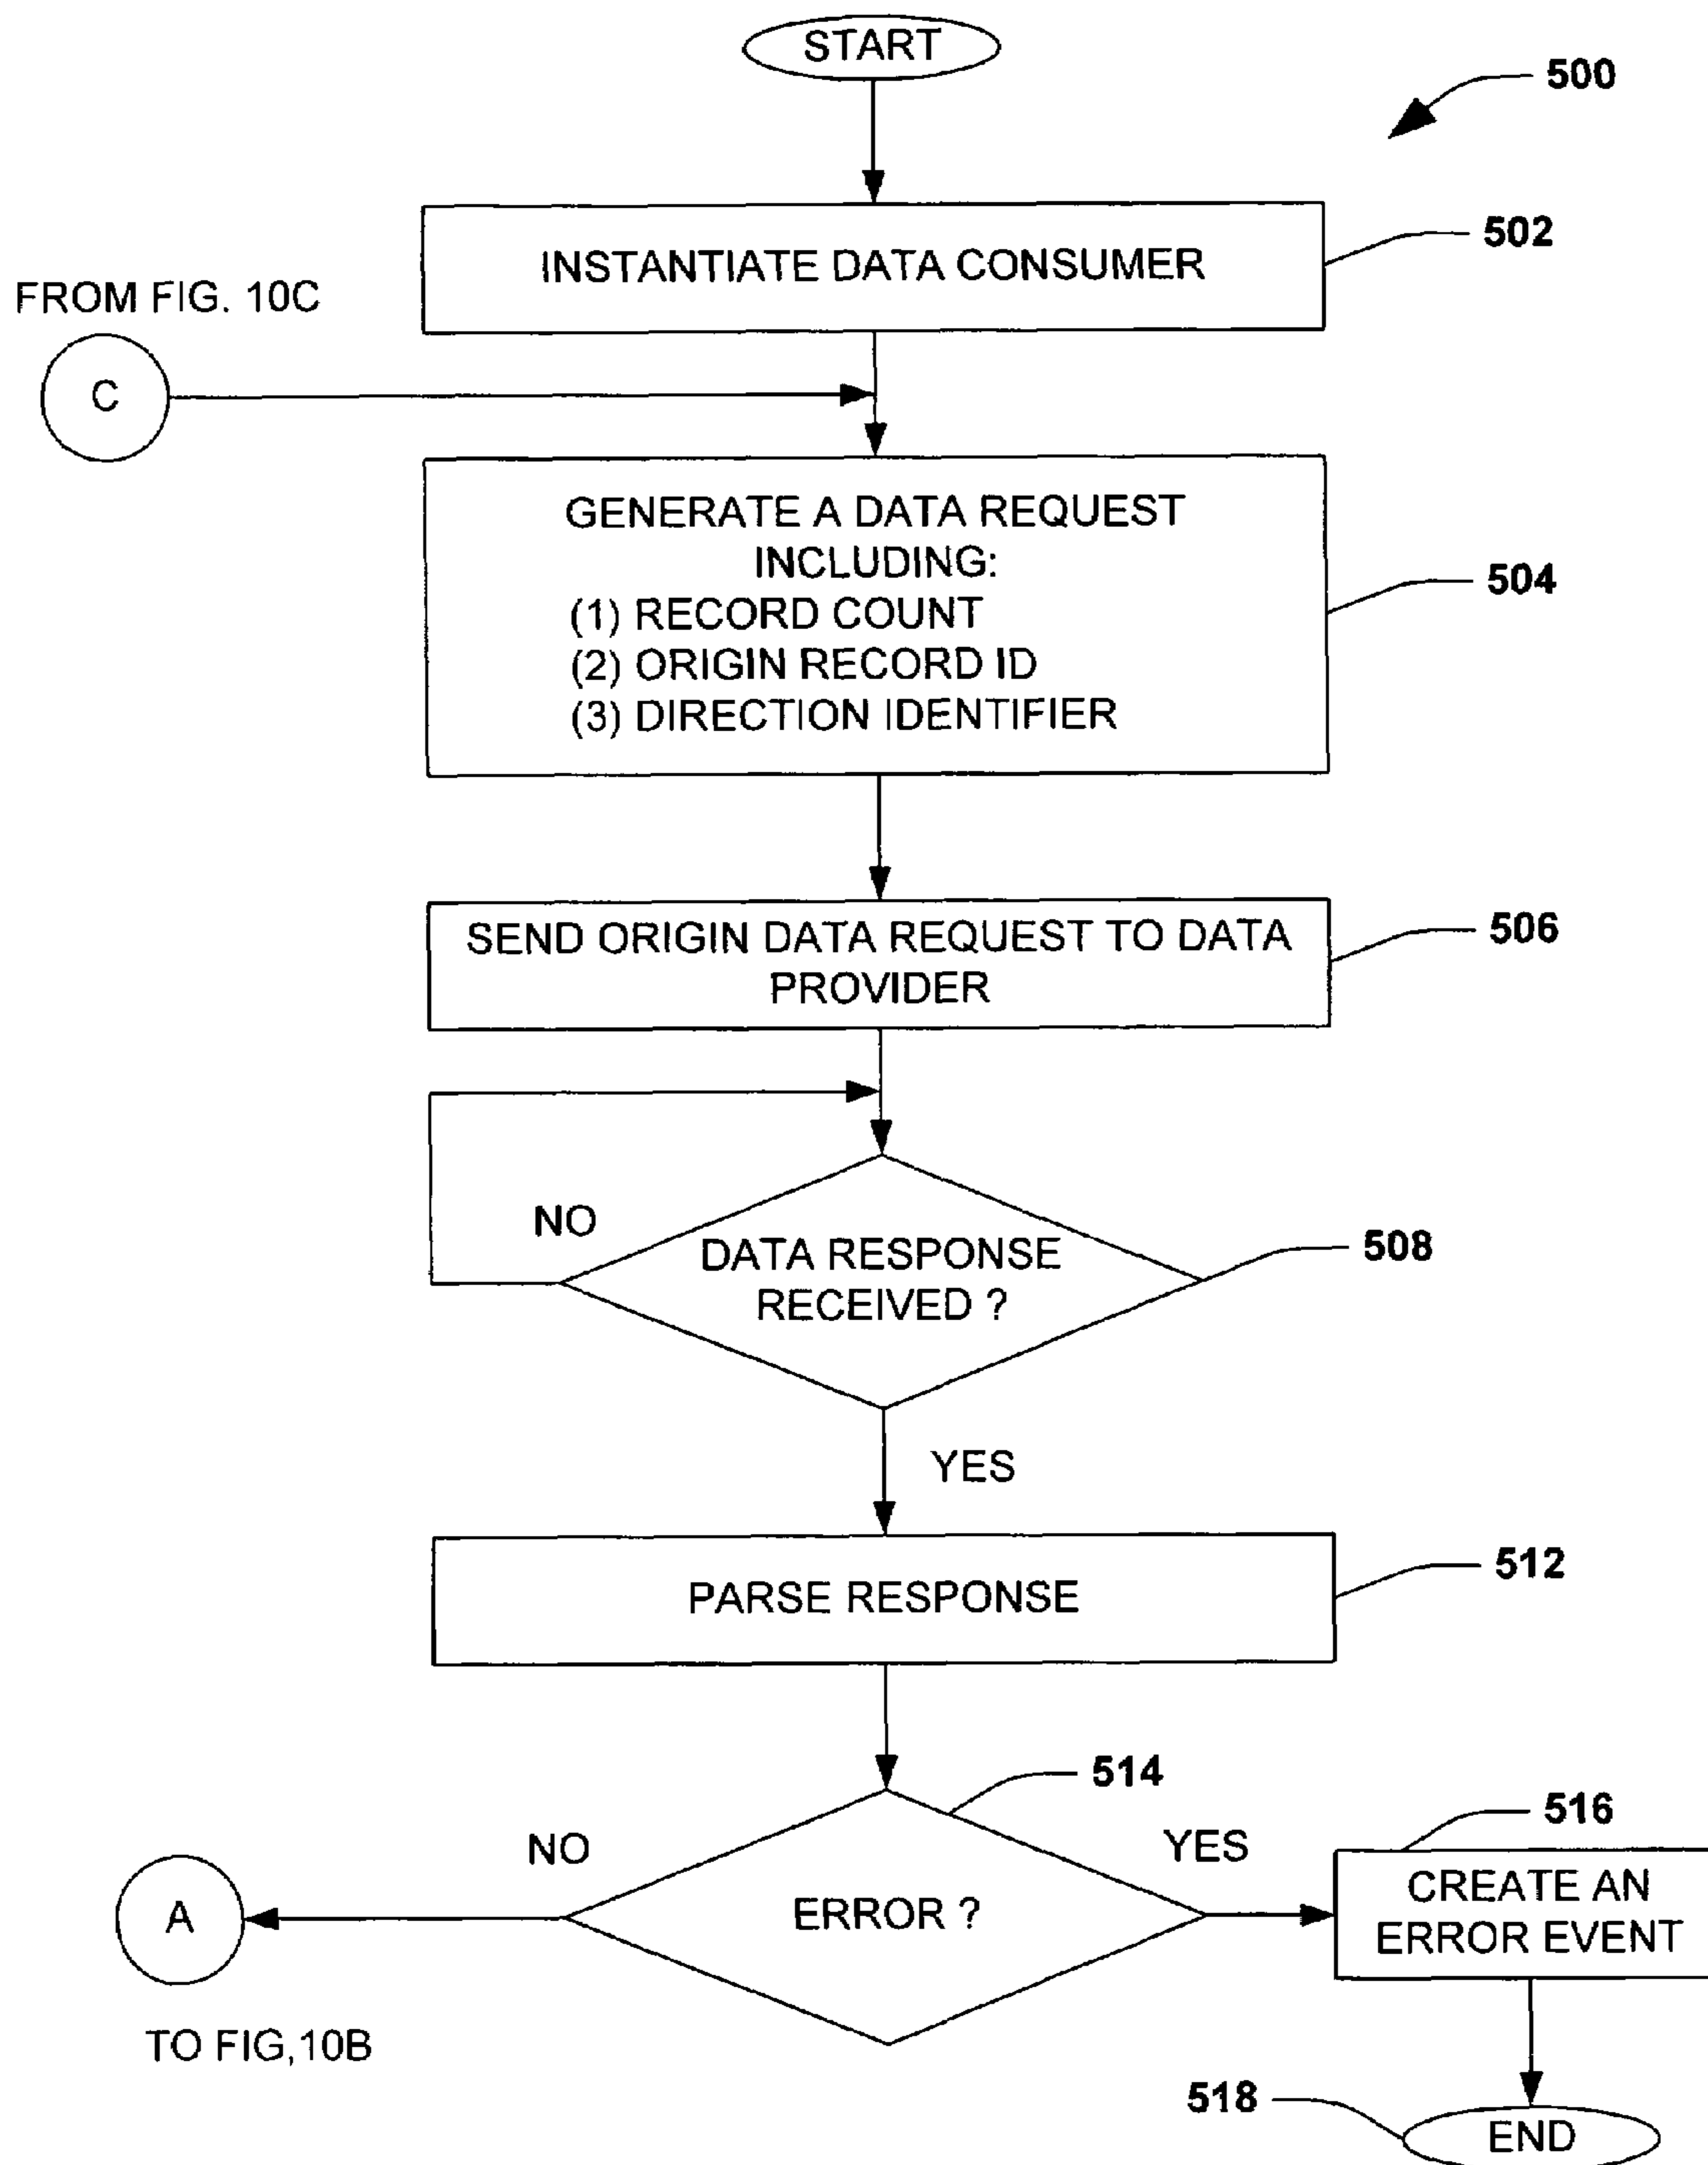 START
500
INSTANTIATE DATA CONSUMER
502
FROM FIG. 10C
C
GENERATE A DATA REQUEST
INCLUDING:
(1) RECORD COUNT
(2) ORIGIN RECORD ID
(3) DIRECTION IDENTIFIER
504
SEND ORIGIN DATA REQUEST TO DATA
PROVIDER
506
NO
DATA RESPONSE
RECEIVED ?
508
YES
PARSE RESPONSE
512
514
516
NO
YES
A
ERROR ?
CREATE AN
ERROR EVENT
TO FIG,10B
518
END